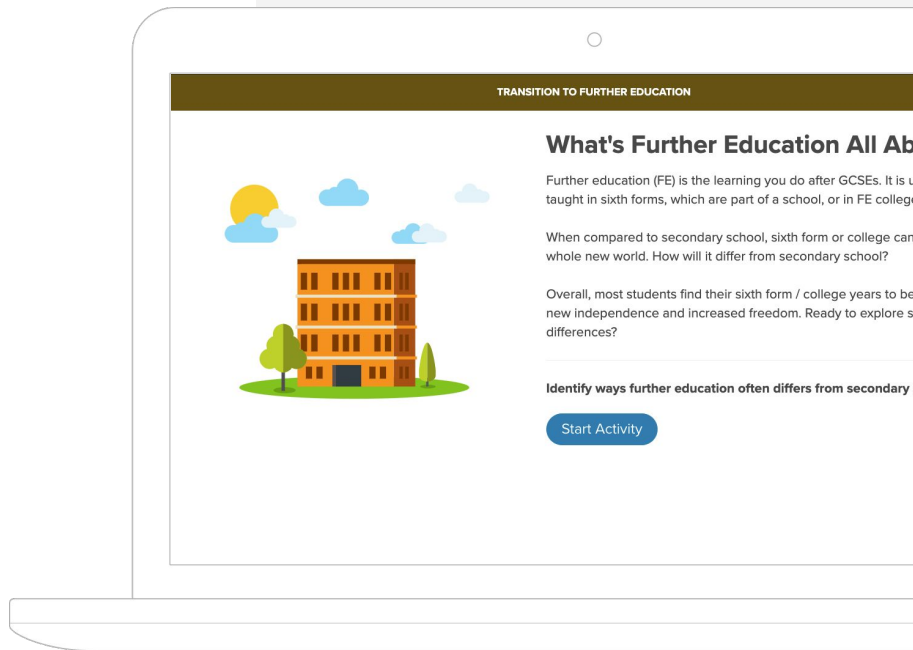 TRANSITION TO FURTHER EDUCATION
What's Further Education All Ab
Further education (FE) is the learning you do after GCSEs. It is u
taught in sixth forms, which are part of a school, or in FE college
When compared to secondary school, sixth form or college can
whole new world. How will it differ from secondary school?
Overall, most students find their sixth form / college years to be
new independence and increased freedom. Ready to explore s
differences?
Identify ways further education often differs from secondary
Start Activity